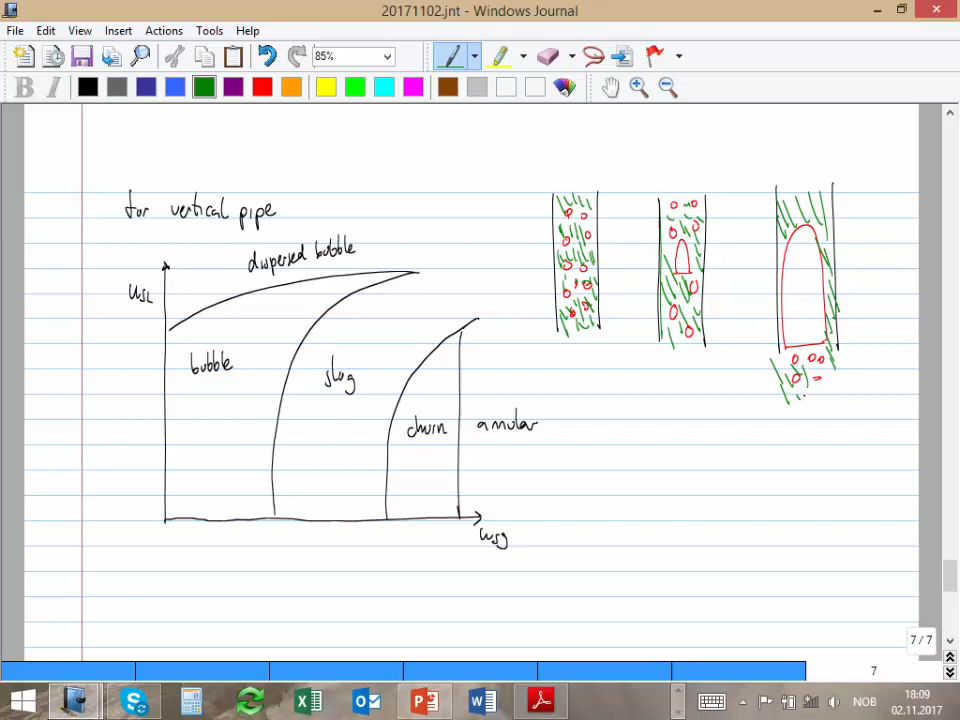 20171102.jnt - Windows Journal
File Edit View Insert Actions Tools Help
85%
B I
for vertical pipe
dispersed bubble
usL
bubble
slug
churn
annular
usg
7 / 7
7
NOB
18:09
02.11.2017